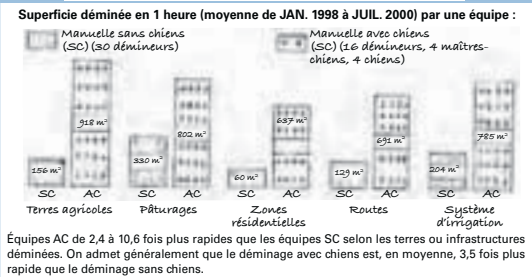 Superficie déminée en 1 heure (moyenne de JAN. 1998 à JUIL. 2000) par une équipe :
Manuelle sans chiens
(SC) (30 démineurs)
Manuelle avec chiens
(SC) (16 démineurs, 4 maîtres-
chiens, 4 chiens)
156 m²
918 m²
330 m²
802 m²
60 m²
637 m²
129 m²
691 m²
204 m²
785 m²
SC AC SC AC SC AC SC AC SC AC
Terres agricoles Pâturages Zones résidentielles Routes Système d'irrigation
Équipes AC de 2,4 à 10,6 fois plus rapides que les équipes SC selon les terres ou infrastructures
déminées. On admet généralement que le déminage avec chiens est, en moyenne, 3,5 fois plus
rapide que le déminage sans chiens.